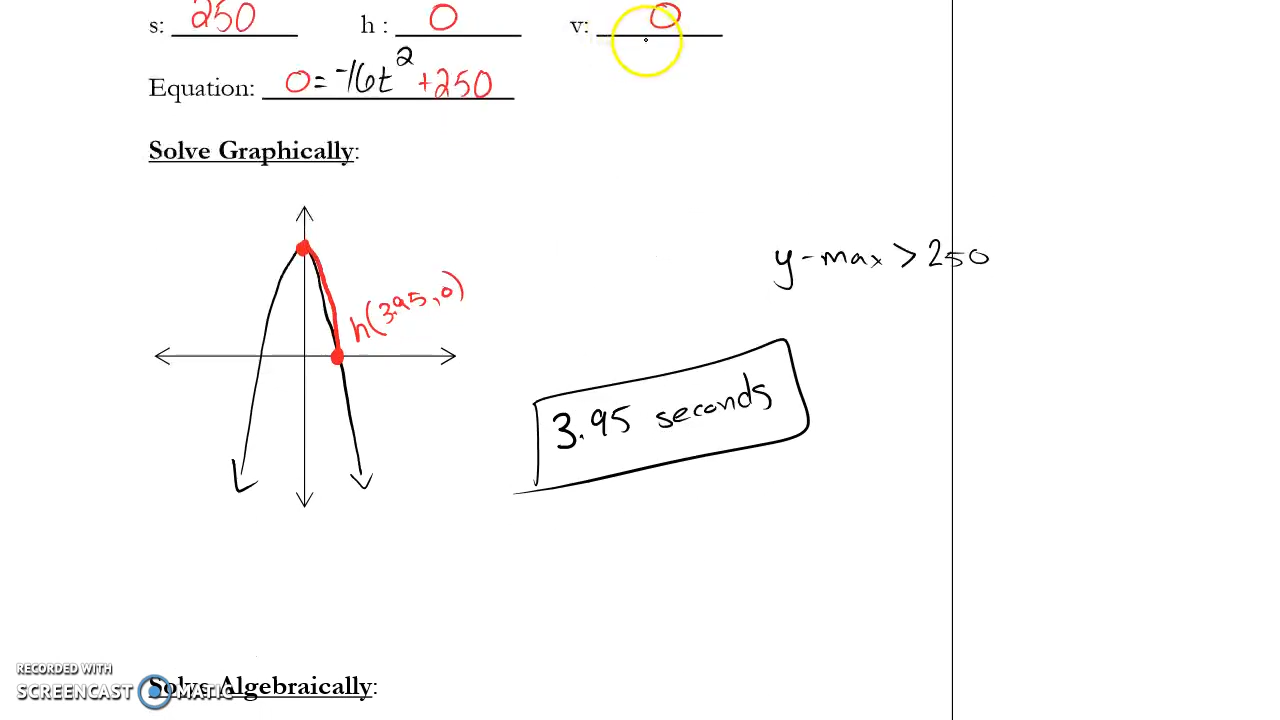 s: 250 h : 0 v: 0
Equation: 0 = -16t² +250
Solve Graphically:
y-max > 250
h(3.95, 0)
3.95 seconds
RECORDED WITH
SCREENCAST MATIC
Solve Algebraically: